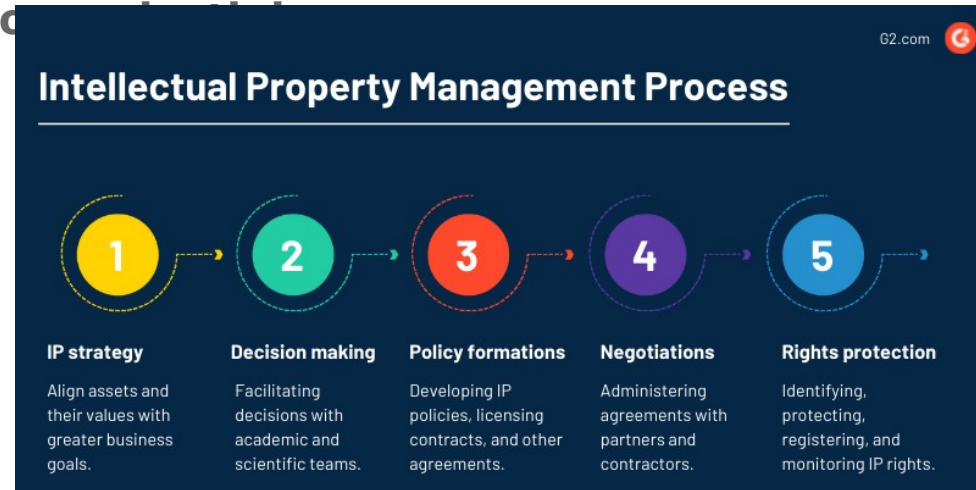 G2.com
Intellectual Property Management Process
1
2
3
4
5
IP strategy
Align assets and
their values with
greater business
goals.
Decision making
Facilitating
decisions with
academic and
scientific teams.
Policy formations
Developing IP
policies, licensing
contracts, and other
agreements.
Negotiations
Administering
agreements with
partners and
contractors.
Rights protection
Identifying,
protecting,
registering, and
monitoring IP rights.